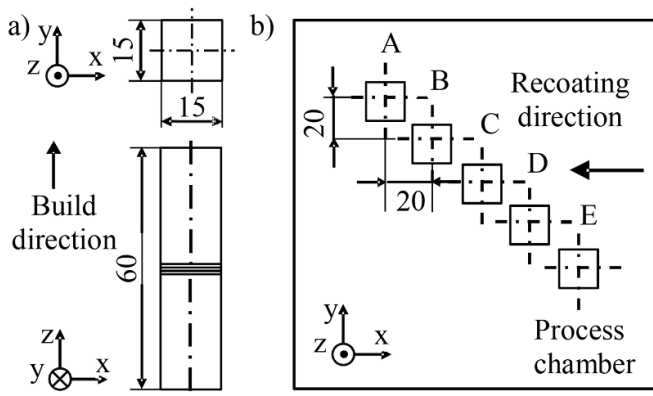 a)
y
z
x
15
15
Build
direction
60
z
y
x
b)
A
B
C
D
E
20
20
Recoating
direction
y
z
x
Process
chamber